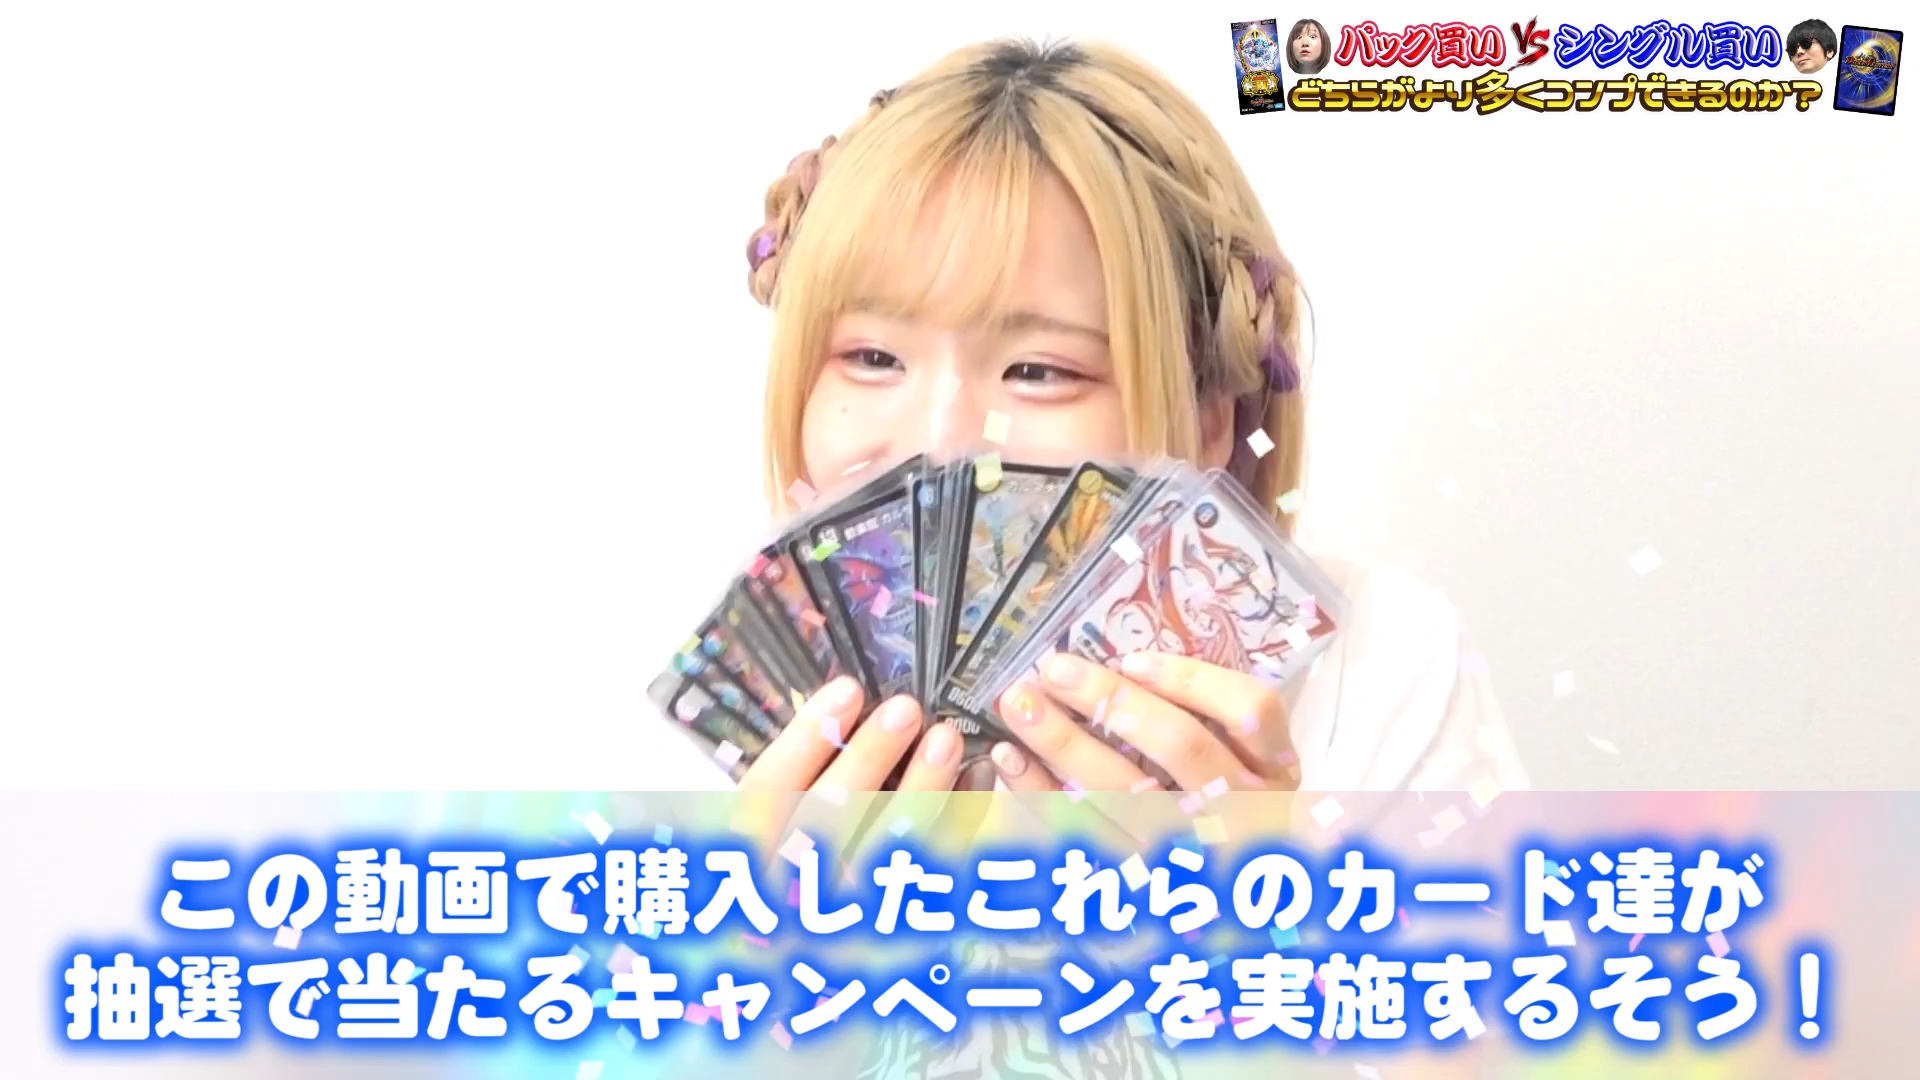 パック買い VS シングル買い
どちらがより多くコンプできるのか？
この動画で購入したこれらのカード達が
抽選で当たるキャンペーンを実施するそう！